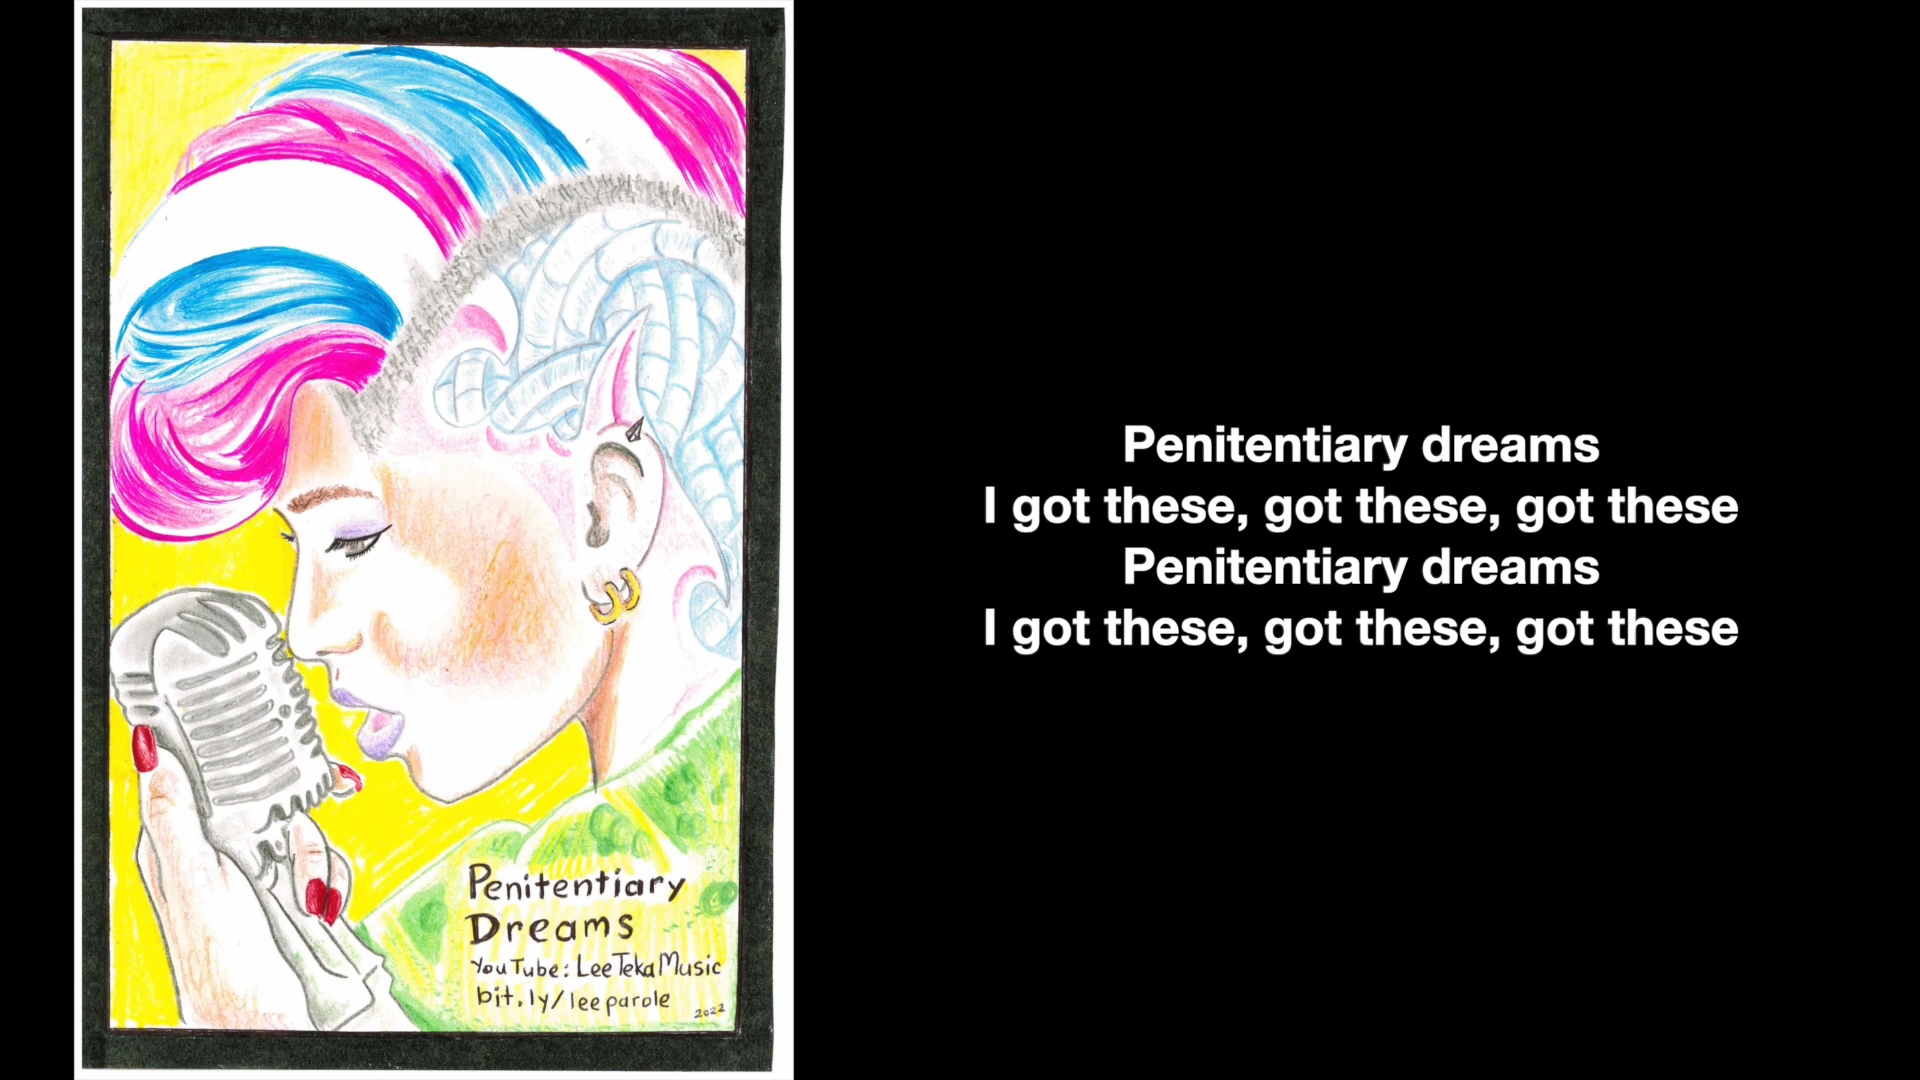 Penitentiary
Dreams
YouTube: LeeTekaMusic
bit.ly/leeparole
2022
Penitentiary dreams
I got these, got these, got these
Penitentiary dreams
I got these, got these, got these